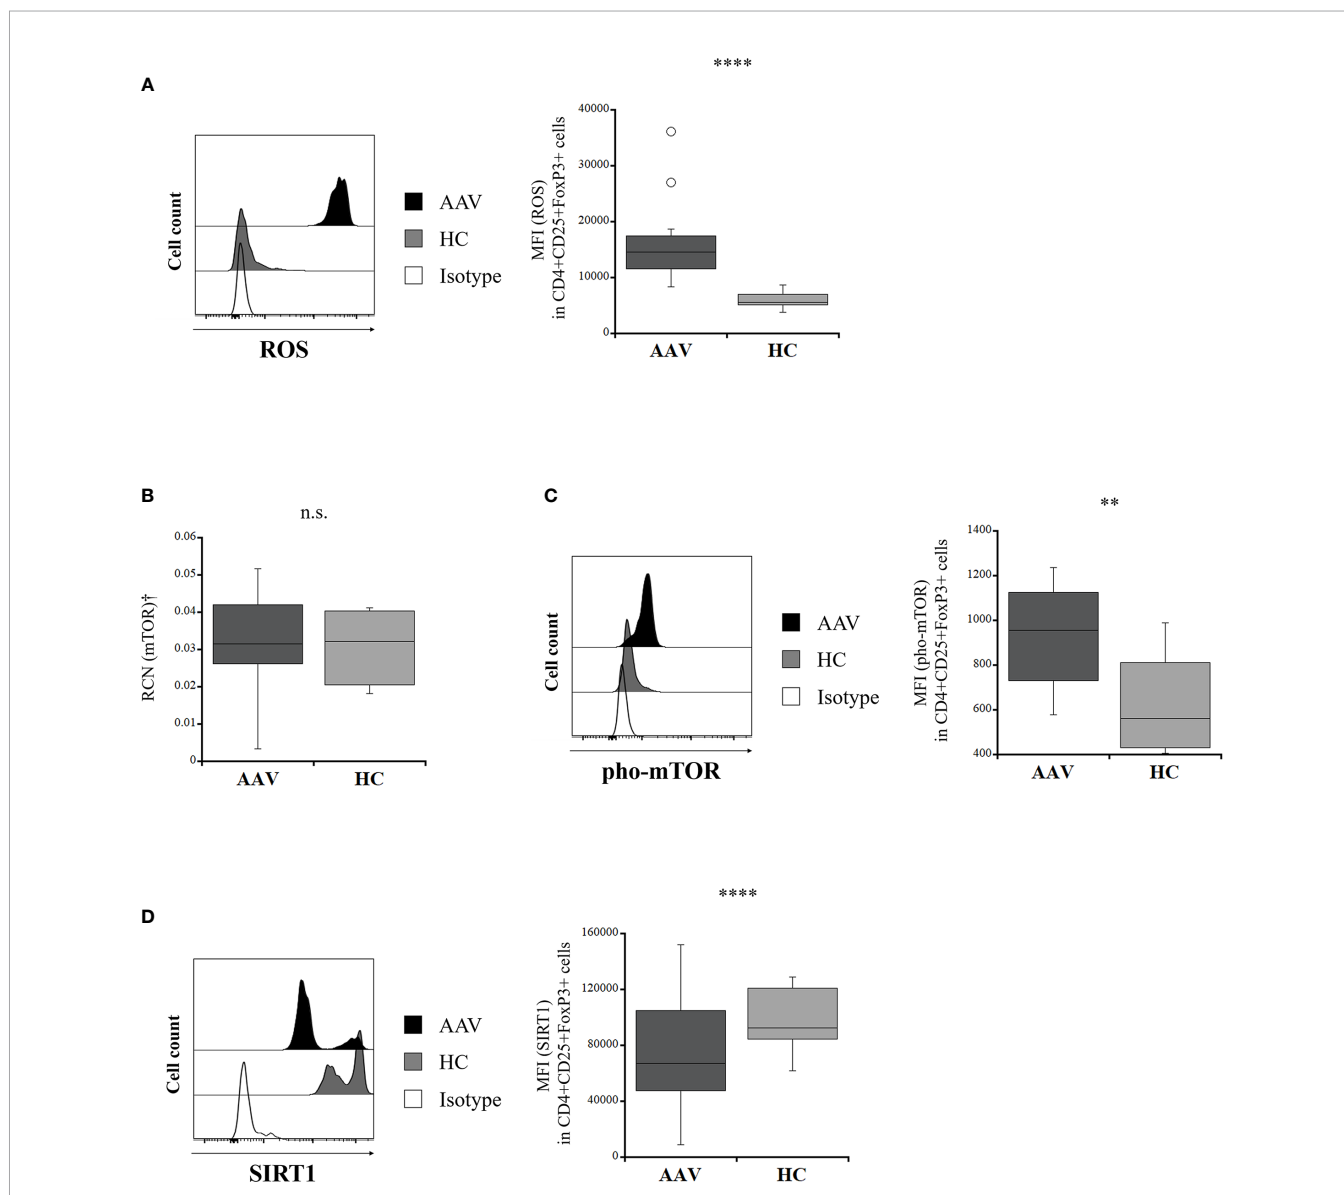 A
****
Cell count
ROS
AAV
HC
Isotype
MFI (ROS)
in CD4+CD25+FoxP3+ cells
40000
30000
20000
10000
0
AAV
HC
B
n.s.
RCN (mTOR)†
0.06
0.05
0.04
0.03
0.02
0.01
0
AAV
HC
C
**
Cell count
pho-mTOR
AAV
HC
Isotype
MFI (pho-mTOR)
in CD4+CD25+FoxP3+ cells
1400
1200
1000
800
600
400
AAV
HC
D
****
Cell count
SIRT1
AAV
HC
Isotype
MFI (SIRT1)
in CD4+CD25+FoxP3+ cells
160000
120000
80000
40000
0
AAV
HC